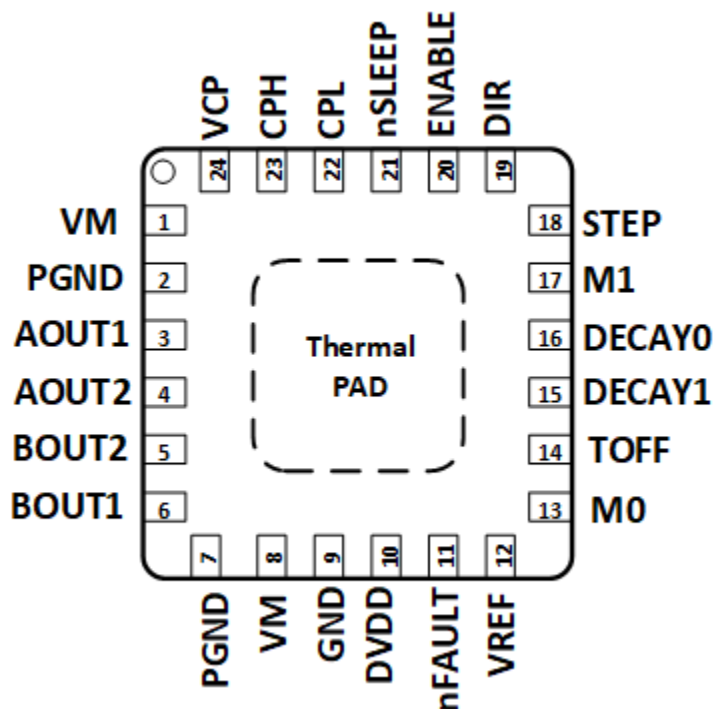 VCP CPH CPL nSLEEP ENABLE DIR
24 23 22 21 20 19
VM 1 18 STEP
PGND 2 17 M1
AOUT1 3 16 DECAY0
Thermal
AOUT2 4 15 DECAY1
PAD
BOUT2 5 14 TOFF
BOUT1 6 13 M0
7 8 9 10 11 12
PGND VM GND DVDD nFAULT VREF